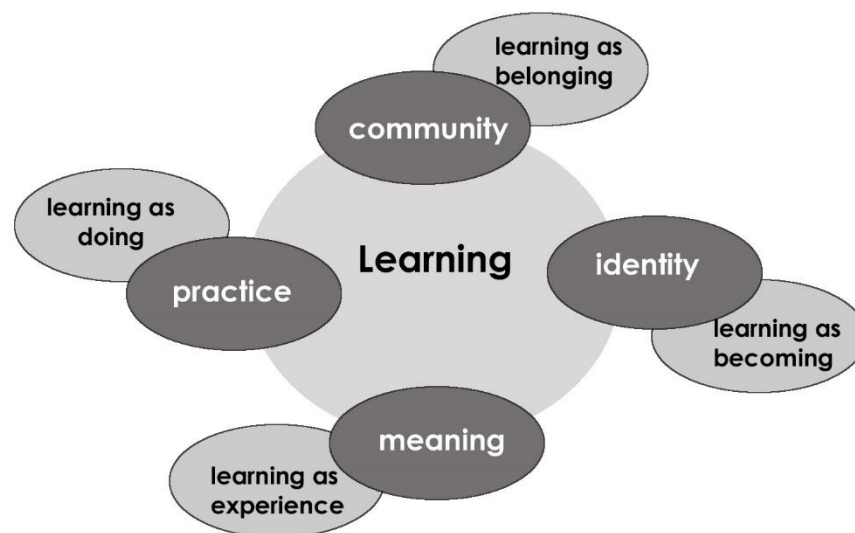 learning as
belonging
community
learning as
doing
practice
Learning
identity
learning as
becoming
meaning
learning as
experience